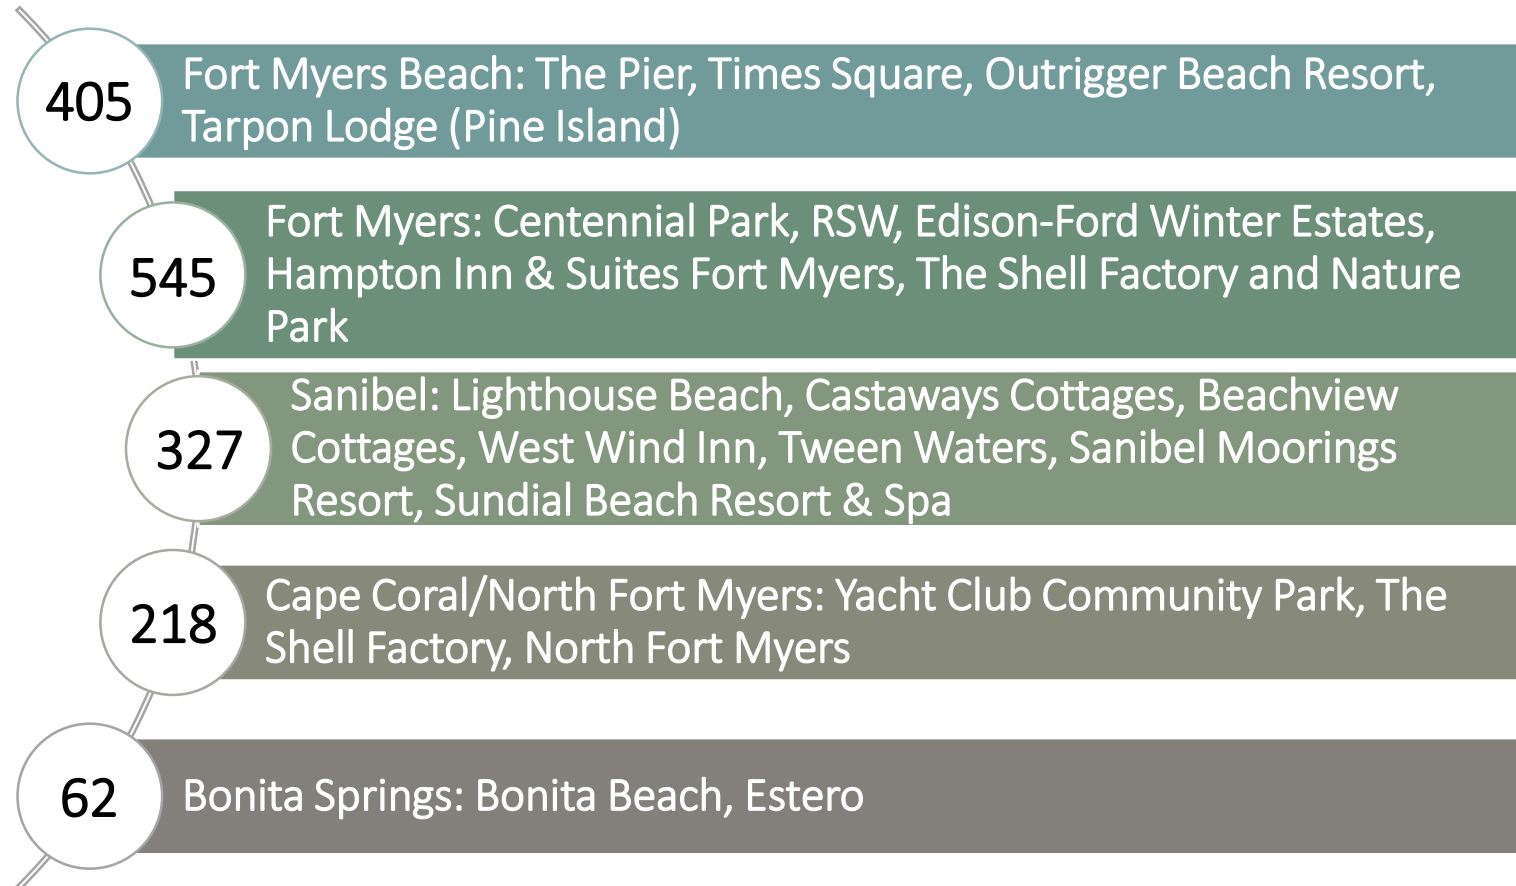 405
Fort Myers Beach: The Pier, Times Square, Outrigger Beach Resort,
Tarpon Lodge (Pine Island)
545
Fort Myers: Centennial Park, RSW, Edison-Ford Winter Estates,
Hampton Inn & Suites Fort Myers, The Shell Factory and Nature
Park
327
Sanibel: Lighthouse Beach, Castaways Cottages, Beachview
Cottages, West Wind Inn, Tween Waters, Sanibel Moorings
Resort, Sundial Beach Resort & Spa
218
Cape Coral/North Fort Myers: Yacht Club Community Park, The
Shell Factory, North Fort Myers
62
Bonita Springs: Bonita Beach, Estero